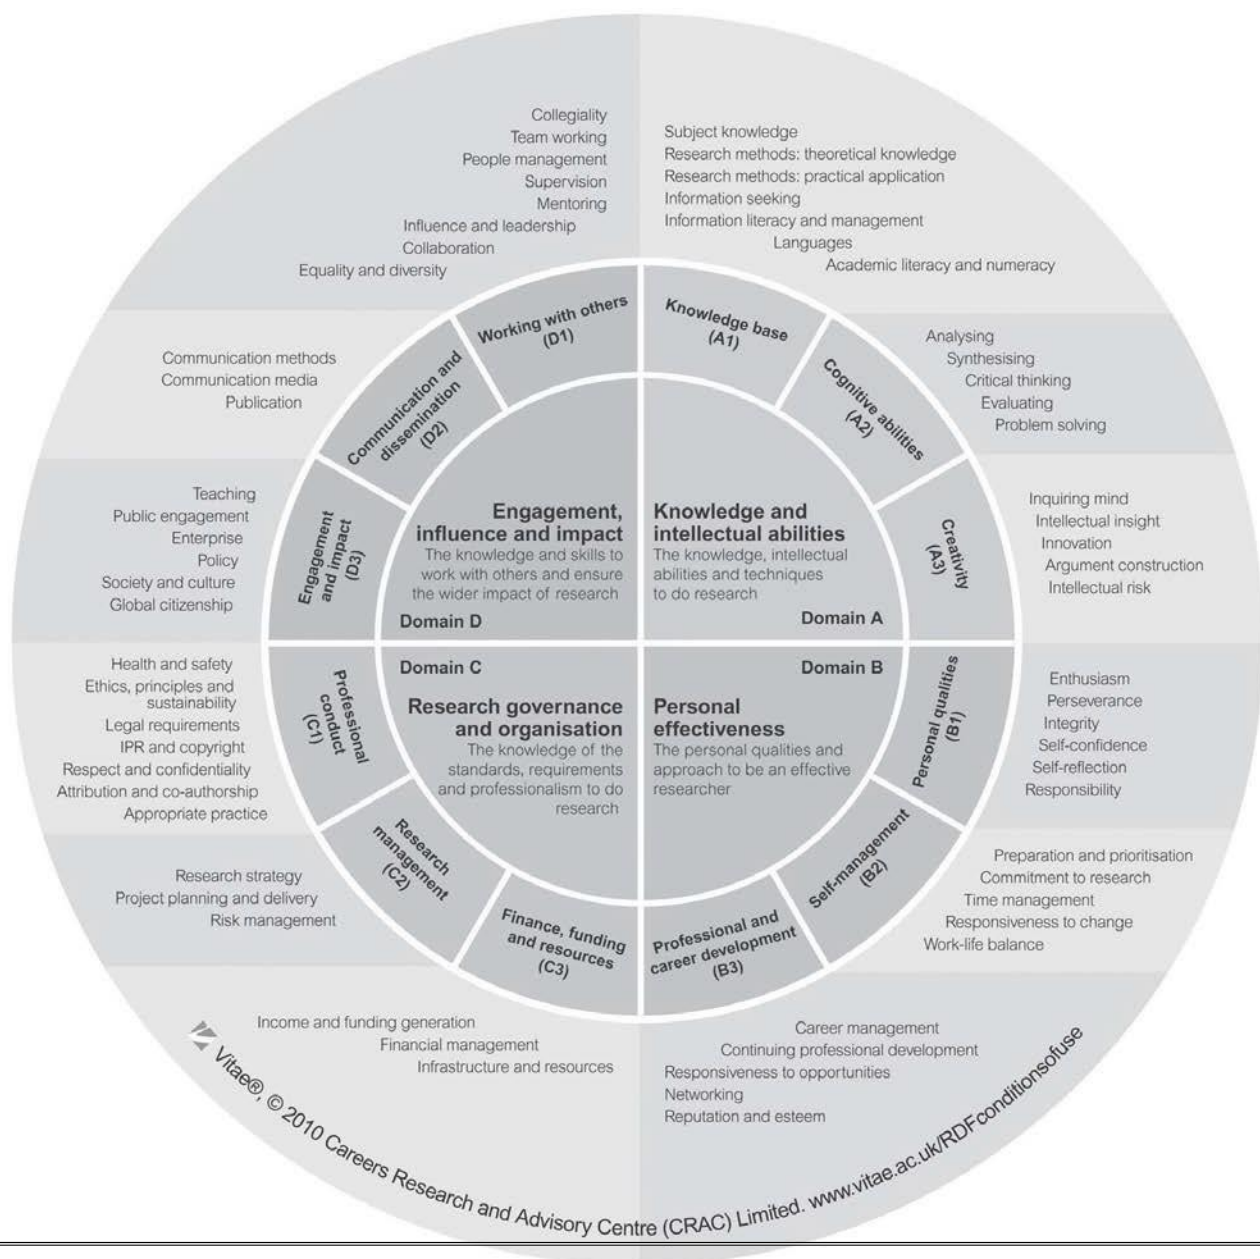 Collegiality
Team working
People management
Supervision
Mentoring
Influence and leadership
Collaboration
Equality and diversity
Subject knowledge
Research methods: theoretical knowledge
Research methods: practical application
Information seeking
Information literacy and management
Languages
Academic literacy and numeracy
Working with others
(D1)
Knowledge base
(A1)
Communication methods
Communication media
Publication
Communication and
dissemination
(D2)
Cognitive abilities
(A2)
Analysing
Synthesising
Critical thinking
Evaluating
Problem solving
Teaching
Public engagement
Enterprise
Policy
Society and culture
Global citizenship
Engagement
and impact
(D3)
Engagement,
influence and impact
The knowledge and skills to
work with others and ensure
the wider impact of research
Domain D
Knowledge and
intellectual abilities
The knowledge, intellectual
abilities and techniques
to do research
Domain A
Creativity
(A3)
Inquiring mind
Intellectual insight
Innovation
Argument construction
Intellectual risk
Health and safety
Ethics, principles and
sustainability
Legal requirements
IPR and copyright
Respect and confidentiality
Attribution and co-authorship
Appropriate practice
Professional
conduct
(C1)
Domain C
Research governance
and organisation
The knowledge of the
standards, requirements
and professionalism to do
research
Domain B
Personal
effectiveness
The personal qualities and
approach to be an effective
researcher
Personal qualities
(B1)
Enthusiasm
Perseverance
Integrity
Self-confidence
Self-reflection
Responsibility
Research strategy
Project planning and delivery
Risk management
Research
management
(C2)
Self-management
(B2)
Preparation and prioritisation
Commitment to research
Time management
Responsiveness to change
Work-life balance
Finance, funding
and resources
(C3)
Professional and
career development
(B3)
Income and funding generation
Financial management
Infrastructure and resources
Career management
Continuing professional development
Responsiveness to opportunities
Networking
Reputation and esteem
Vitae®, © 2010 Careers Research and Advisory Centre (CRAC) Limited. www.vitae.ac.uk/RDFconditionsofuse